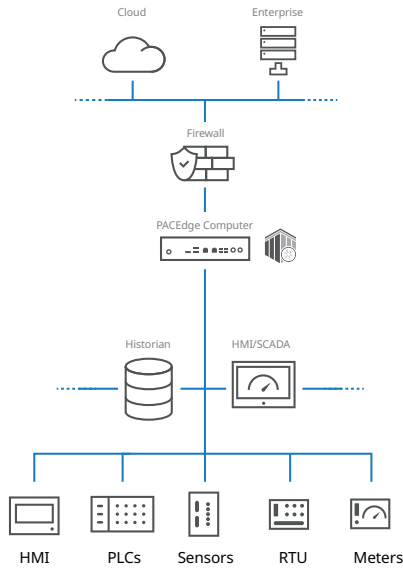 Cloud
Enterprise
Firewall
PACEdge Computer
Historian
HMI/SCADA
HMI
PLCs
Sensors
RTU
Meters